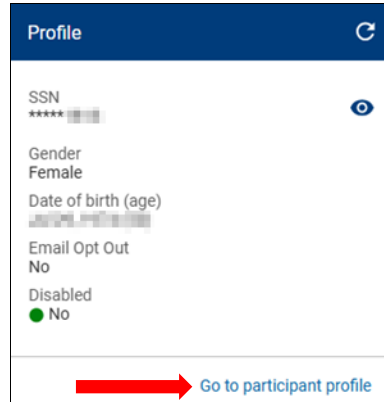 Profile
SSN
*****
Gender
Female
Date of birth (age)
Email Opt Out
No
Disabled
No
Go to participant profile